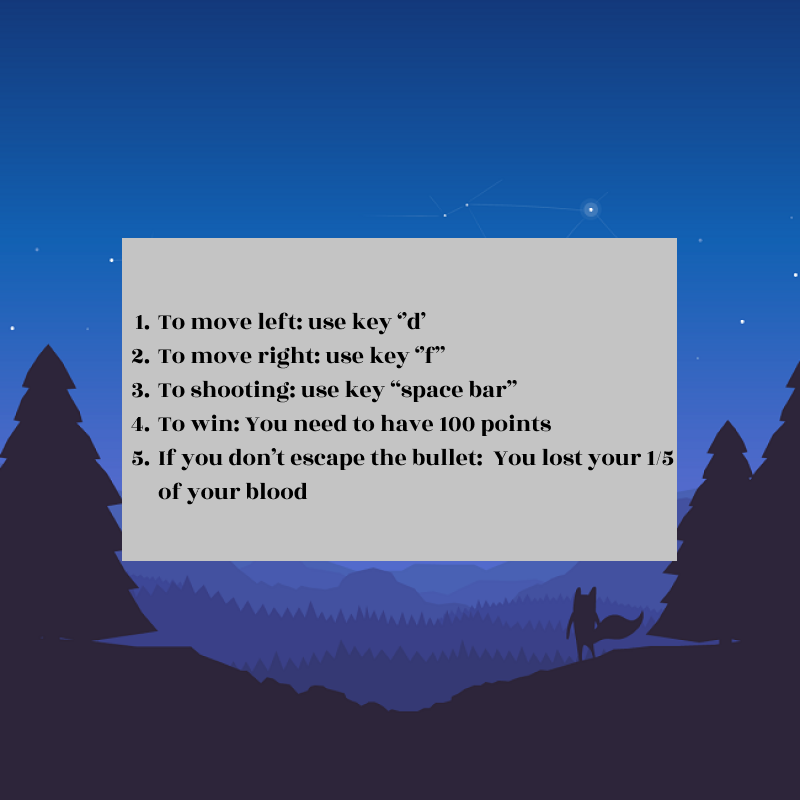 1. To move left: use key ‘’d’
2. To move right: use key ‘’f’’
3. To shooting: use key “space bar”
4. To win: You need to have 100 points
5. If you don’t escape the bullet:  You lost your 1/5
of your blood